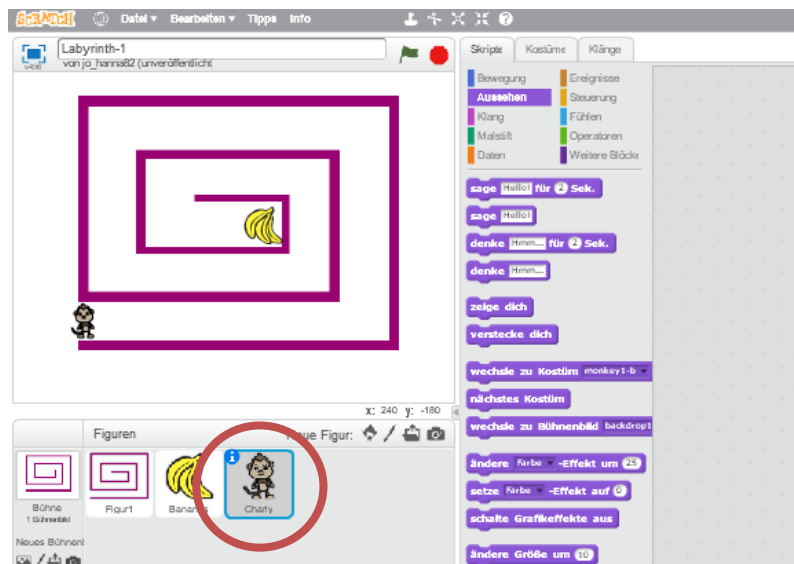 SCRATCH Datei Bearbeiten Tipps Info
Labyrinth-1
v456
von jo_hanna82 (unveröffentlicht
Skripte Kostüme Klänge
Bewegung Ereignisse
Aussehen Steuerung
Klang Fühlen
Malstift Operatoren
Daten Weitere Blöcke
sage Hello! für 2 Sek.
sage Hello!
denke Hmm... für 2 Sek.
denke Hmm...
zeige dich
verstecke dich
wechsle zu Kostüm monkey1-b
nächstes Kostüm
wechsle zu Bühnenbild backdrop1
ändere Farbe -Effekt um 25
setze Farbe -Effekt auf 0
schalte Grafikeffekte aus
ändere Größe um 10
x: 240 y: -180
Figuren Neue Figur:
Bühne
1 Bühnenbild
Neues Bühnenl
Figur1
Bananas
Charly